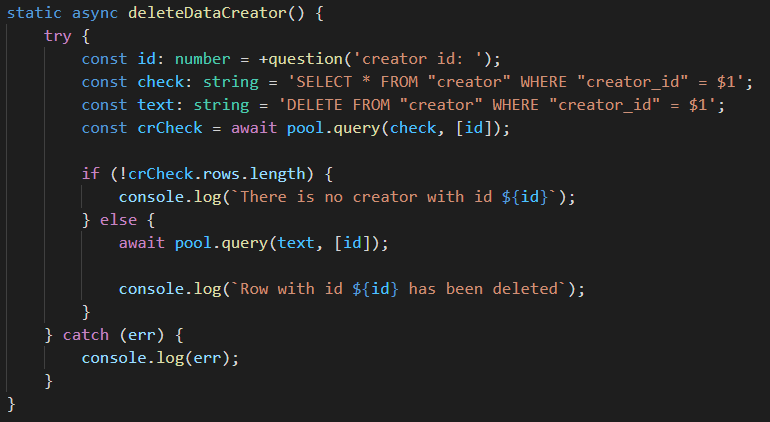 static async deleteDataCreator() {
    try {
        const id: number = +question('creator id: ');
        const check: string = 'SELECT * FROM "creator" WHERE "creator_id" = $1';
        const text: string = 'DELETE FROM "creator" WHERE "creator_id" = $1';
        const crCheck = await pool.query(check, [id]);

        if (!crCheck.rows.length) {
            console.log(`There is no creator with id ${id}`);
        } else {
            await pool.query(text, [id]);

            console.log(`Row with id ${id} has been deleted`);
        }
    } catch (err) {
        console.log(err);
    }
}